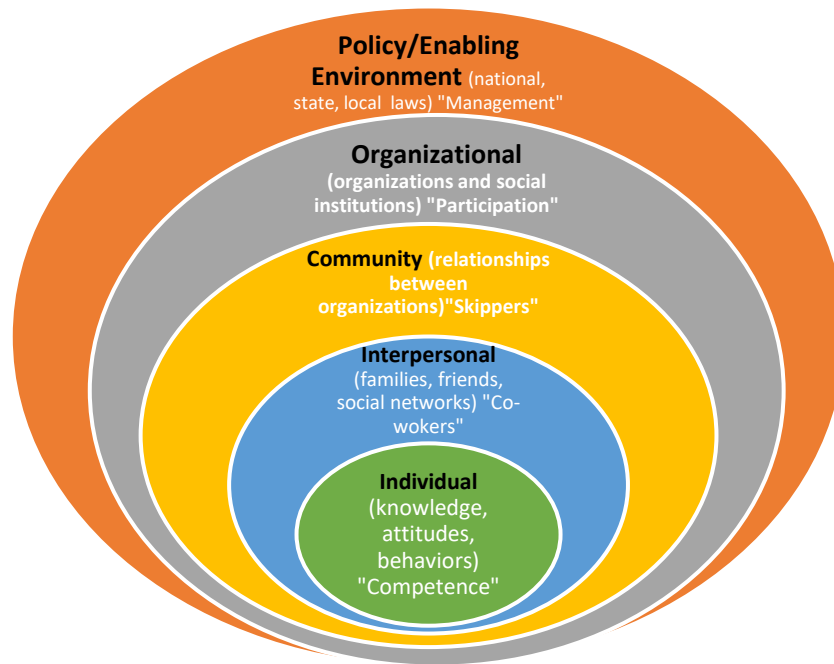 Policy/Enabling
Environment (national,
state, local laws) "Management"
Organizational
(organizations and social
institutions) "Participation"
Community (relationships
between
organizations)"Skippers"
Interpersonal
(families, friends,
social networks) "Co-
wokers"
Individual
(knowledge,
attitudes,
behaviors)
"Competence"